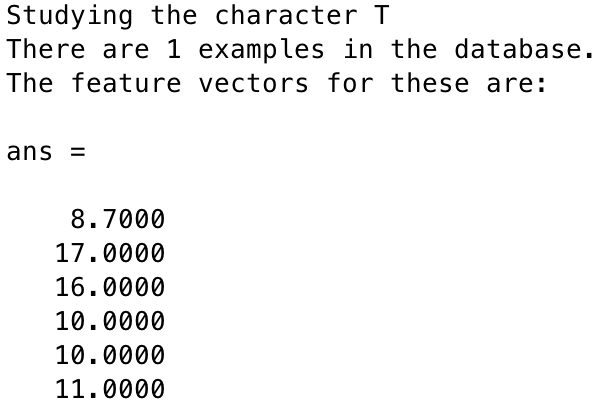 Studying the character T
There are 1 examples in the database.
The feature vectors for these are:
ans =
8.7000
17.0000
16.0000
10.0000
10.0000
11.0000